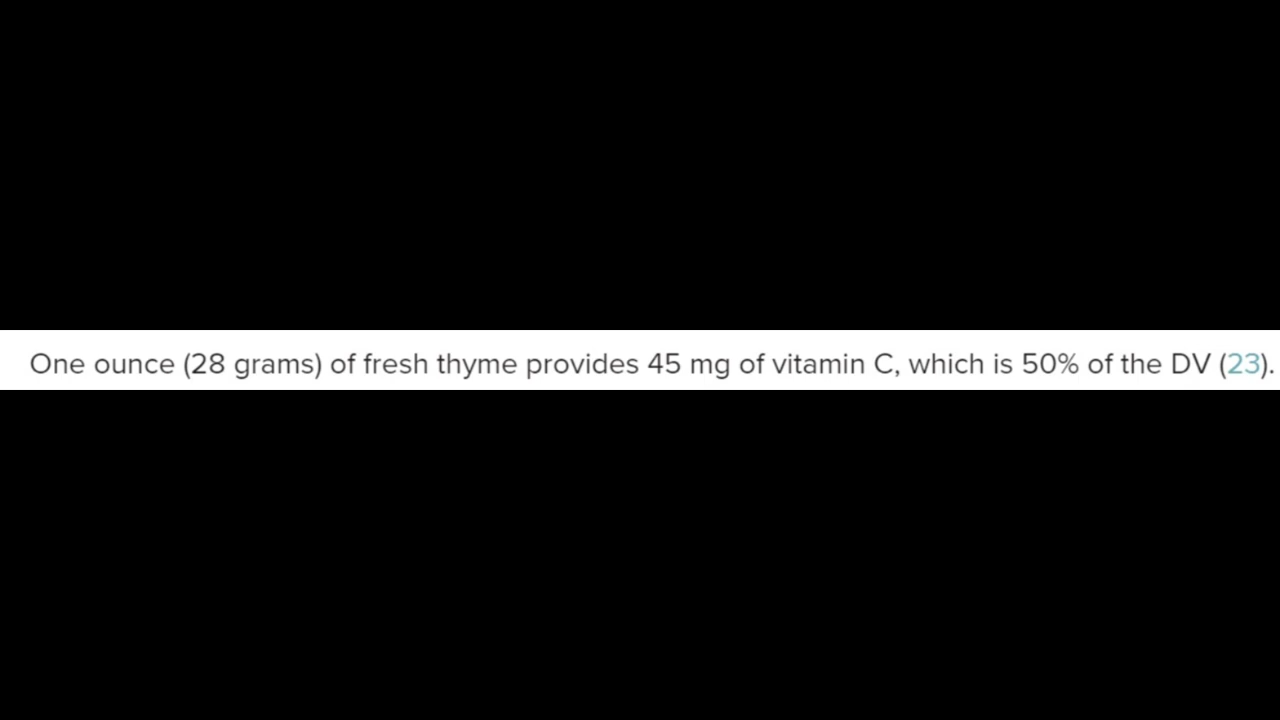 One ounce (28 grams) of fresh thyme provides 45 mg of vitamin C, which is 50% of the DV (23).